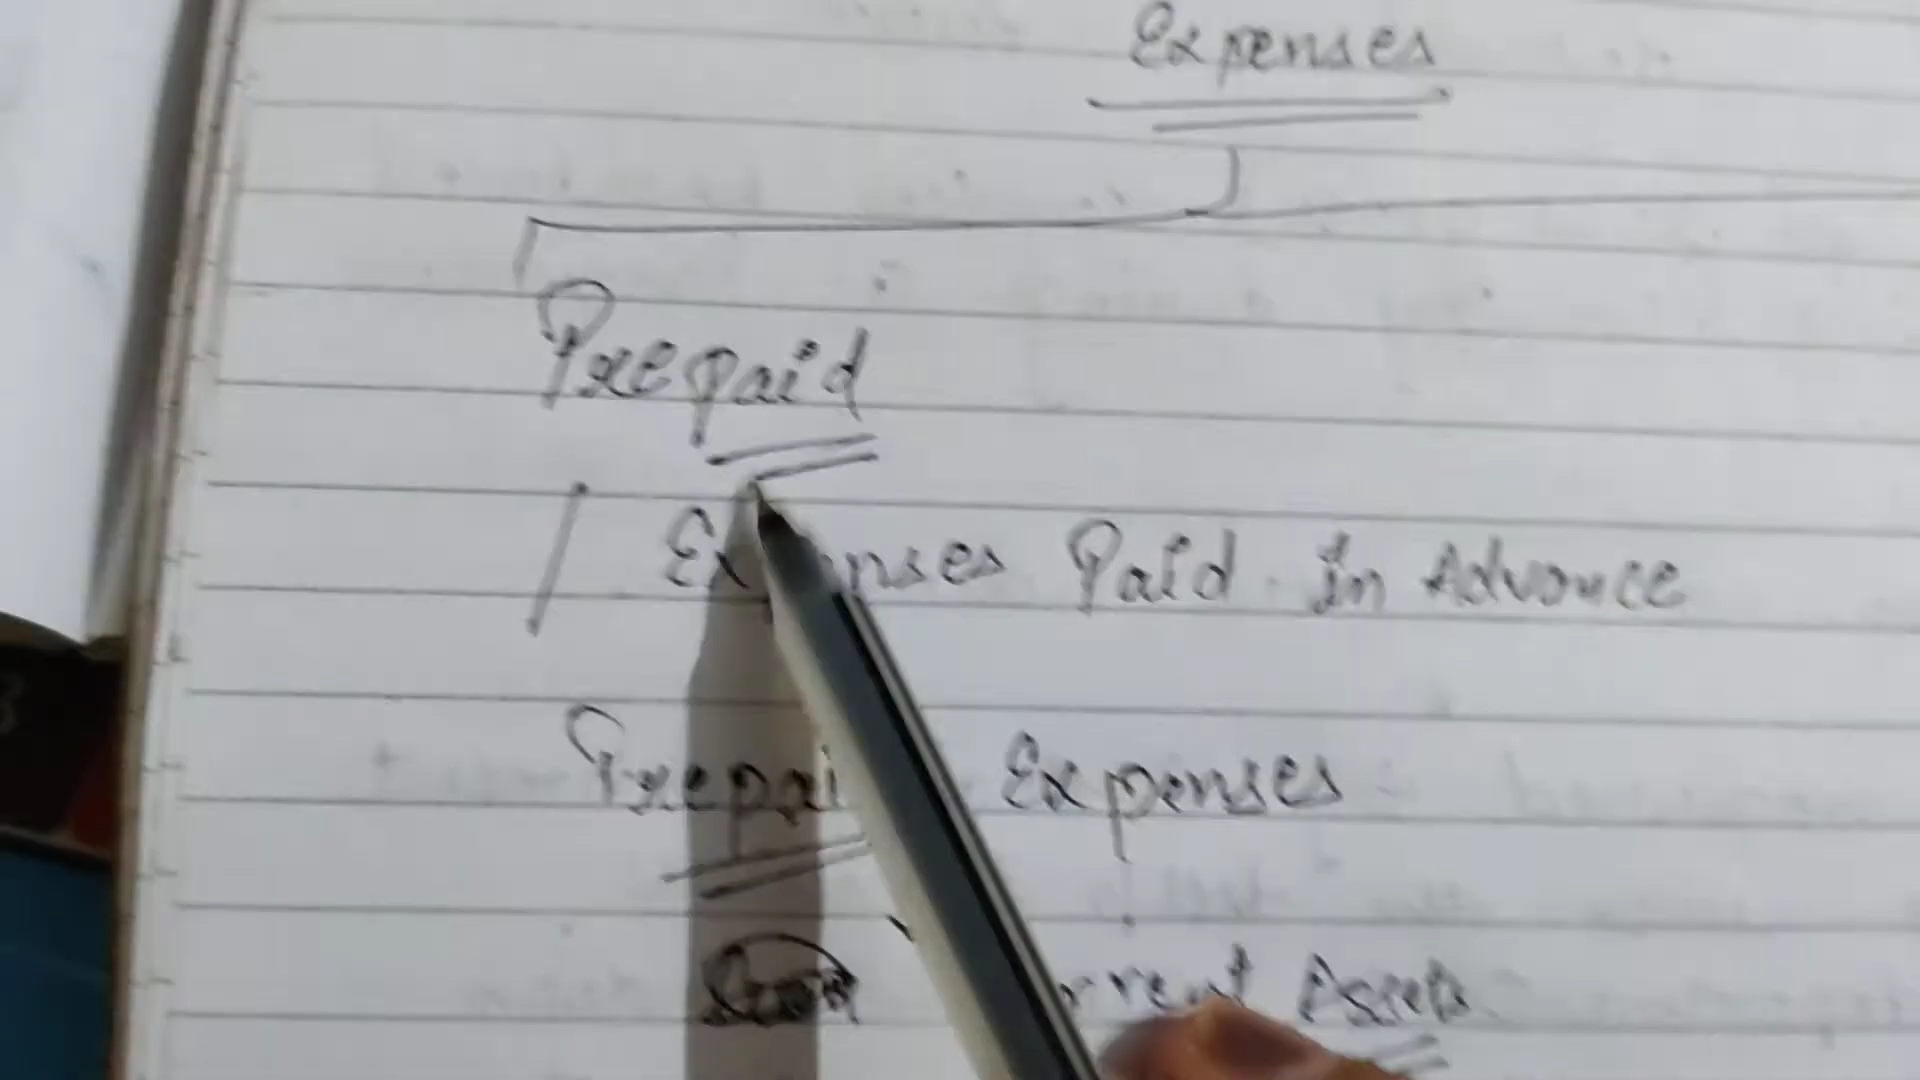 Expenses
Prepaid
Expenses Paid in Advance
Prepaid Expenses
Current Assets